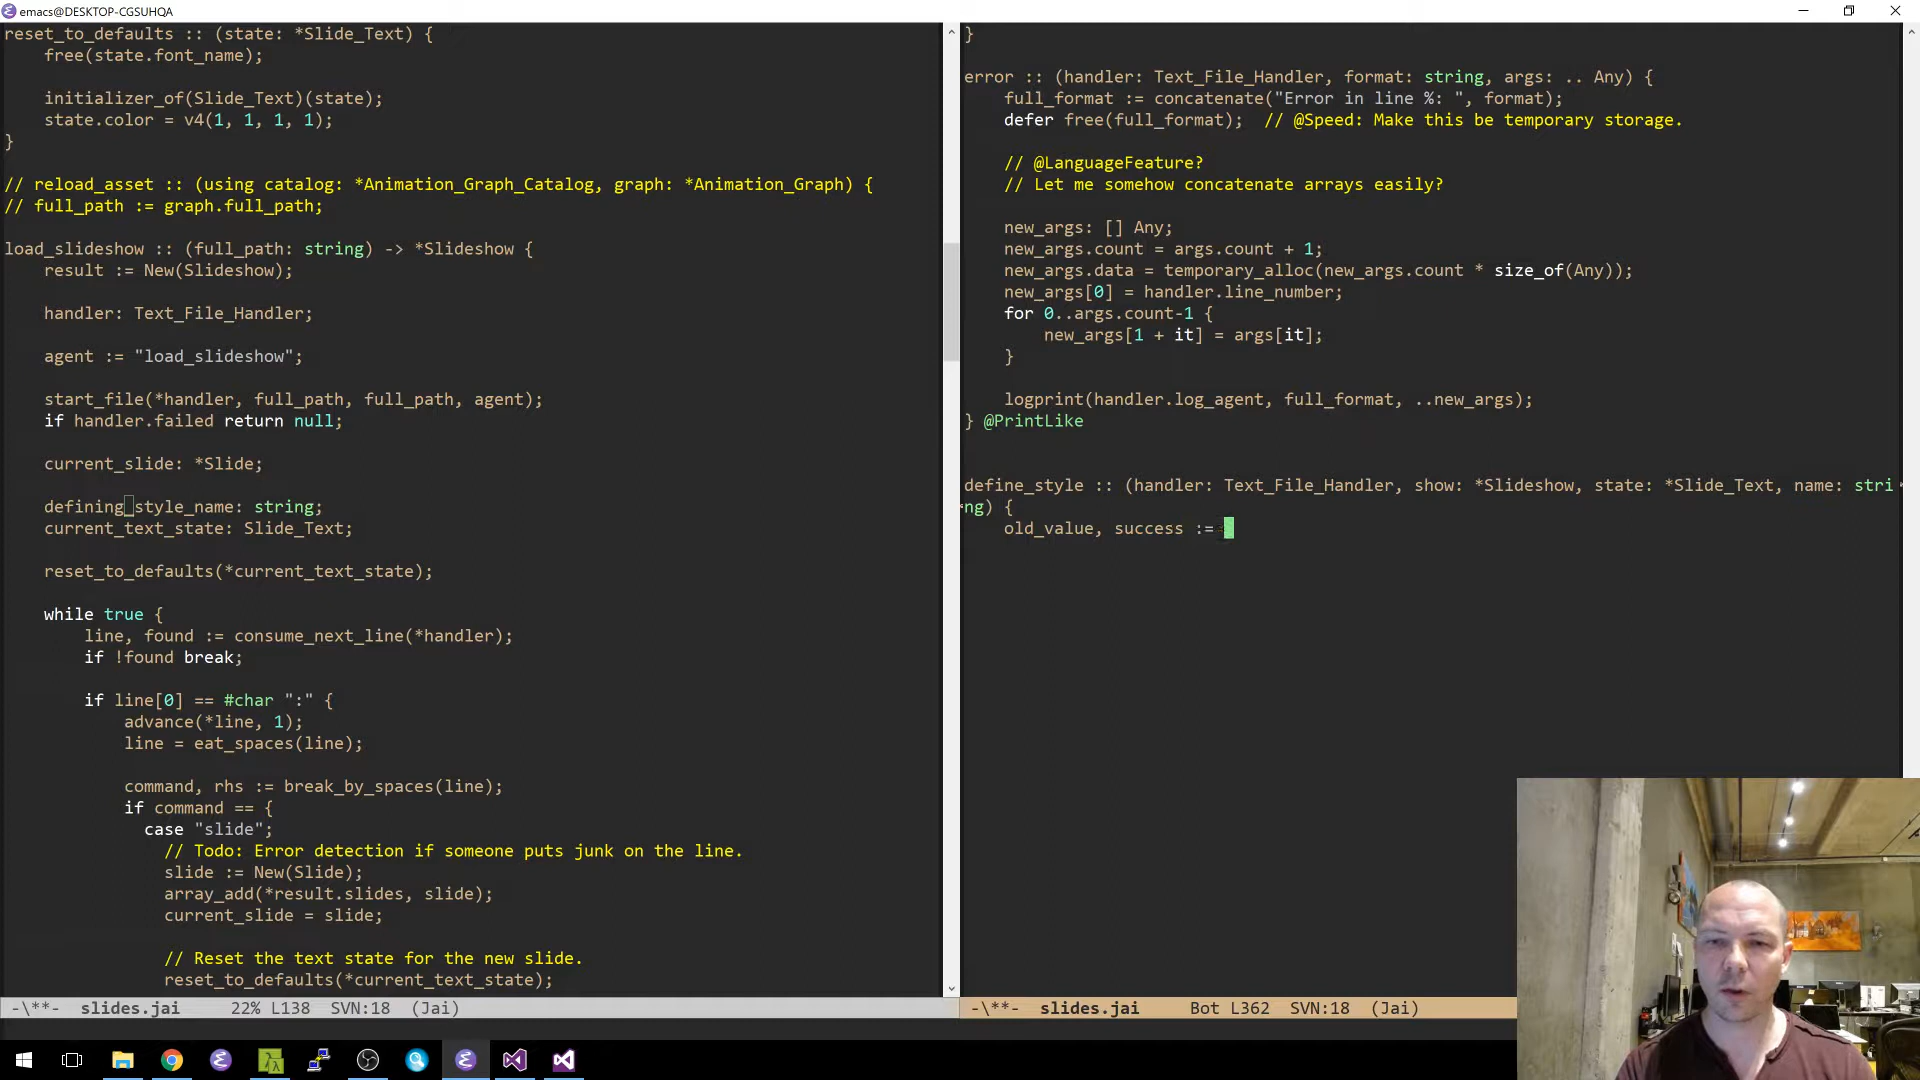 emacs@DESKTOP-CGSUHQA
reset_to_defaults :: (state: *Slide_Text) {
    free(state.font_name);
    initializer_of(Slide_Text)(state);
    state.color = v4(1, 1, 1, 1);
}
// reload_asset :: (using catalog: *Animation_Graph_Catalog, graph: *Animation_Graph) {
// full_path := graph.full_path;
load_slideshow :: (full_path: string) -> *Slideshow {
    result := New(Slideshow);
    handler: Text_File_Handler;
    agent := "load_slideshow";
    start_file(*handler, full_path, full_path, agent);
    if handler.failed return null;
    current_slide: *Slide;
    defining_style_name: string;
    current_text_state: Slide_Text;
    reset_to_defaults(*current_text_state);
    while true {
        line, found := consume_next_line(*handler);
        if !found break;
        if line[0] == #char ":" {
            advance(*line, 1);
            line = eat_spaces(line);
            command, rhs := break_by_spaces(line);
            if command == {
              case "slide";
                // Todo: Error detection if someone puts junk on the line.
                slide := New(Slide);
                array_add(*result.slides, slide);
                current_slide = slide;
                // Reset the text state for the new slide.
                reset_to_defaults(*current_text_state);
-\**-  slides.jai     22% L138  SVN:18  (Jai)
}
error :: (handler: Text_File_Handler, format: string, args: .. Any) {
    full_format := concatenate("Error in line %: ", format);
    defer free(full_format);  // @Speed: Make this be temporary storage.
    // @LanguageFeature?
    // Let me somehow concatenate arrays easily?
    new_args: [] Any;
    new_args.count = args.count + 1;
    new_args.data = temporary_alloc(new_args.count * size_of(Any));
    new_args[0] = handler.line_number;
    for 0..args.count-1 {
        new_args[1 + it] = args[it];
    }
    logprint(handler.log_agent, full_format, ..new_args);
} @PrintLike
define_style :: (handler: Text_File_Handler, show: *Slideshow, state: *Slide_Text, name: stri
ng) {
    old_value, success :=
-\**-  slides.jai     Bot L362  SVN:18  (Jai)